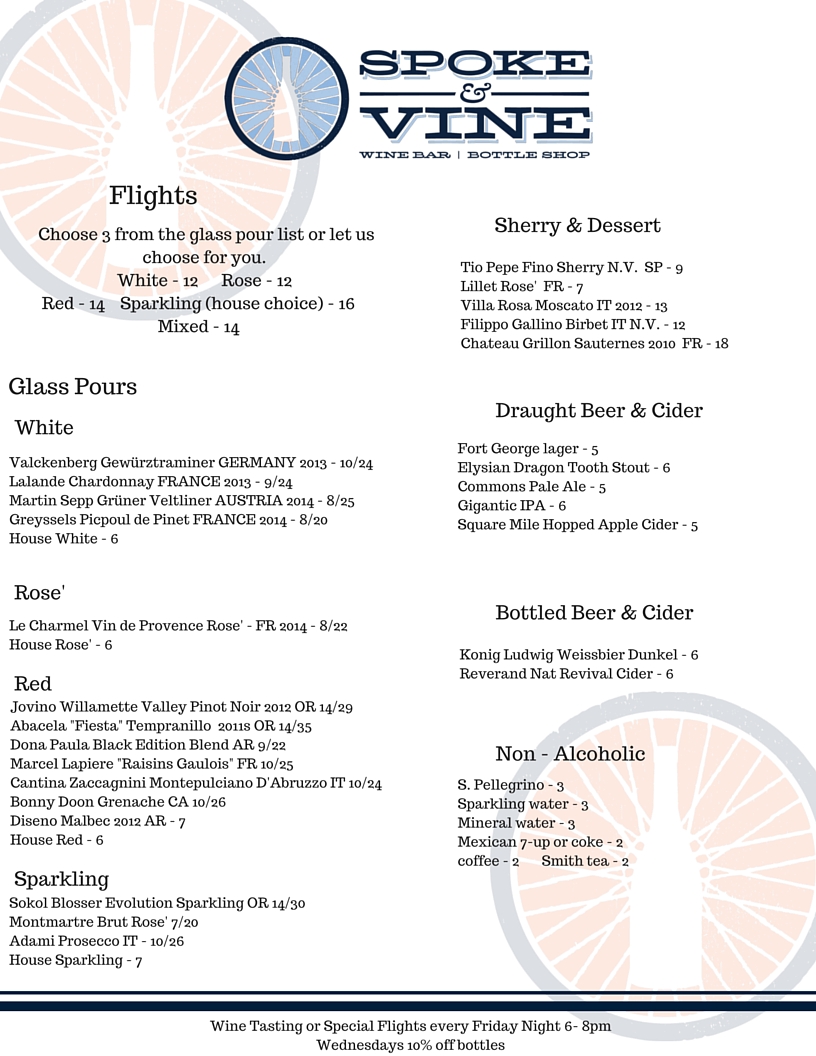 SPOKE
&
VINE
WINE BAR | BOTTLE SHOP
Flights
Choose 3 from the glass pour list or let us
choose for you.
White - 12 Rose - 12
Red - 14 Sparkling (house choice) - 16
Mixed - 14
Glass Pours
White
Valckenberg Gewürztraminer GERMANY 2013 - 10/24
Lalande Chardonnay FRANCE 2013 - 9/24
Martin Sepp Grüner Veltliner AUSTRIA 2014 - 8/25
Greyssels Picpoul de Pinet FRANCE 2014 - 8/20
House White - 6
Rose'
Le Charmel Vin de Provence Rose' - FR 2014 - 8/22
House Rose' - 6
Red
Jovino Willamette Valley Pinot Noir 2012 OR 14/29
Abacela "Fiesta" Tempranillo 2011s OR 14/35
Dona Paula Black Edition Blend AR 9/22
Marcel Lapiere "Raisins Gaulois" FR 10/25
Cantina Zaccagnini Montepulciano D'Abruzzo IT 10/24
Bonny Doon Grenache CA 10/26
Diseno Malbec 2012 AR - 7
House Red - 6
Sparkling
Sokol Blosser Evolution Sparkling OR 14/30
Montmartre Brut Rose' 7/20
Adami Prosecco IT - 10/26
House Sparkling - 7
Sherry & Dessert
Tio Pepe Fino Sherry N.V. SP - 9
Lillet Rose' FR - 7
Villa Rosa Moscato IT 2012 - 13
Filippo Gallino Birbet IT N.V. - 12
Chateau Grillon Sauternes 2010 FR - 18
Draught Beer & Cider
Fort George lager - 5
Elysian Dragon Tooth Stout - 6
Commons Pale Ale - 5
Gigantic IPA - 6
Square Mile Hopped Apple Cider - 5
Bottled Beer & Cider
Konig Ludwig Weissbier Dunkel - 6
Reverand Nat Revival Cider - 6
Non - Alcoholic
S. Pellegrino - 3
Sparkling water - 3
Mineral water - 3
Mexican 7-up or coke - 2
coffee - 2 Smith tea - 2
Wine Tasting or Special Flights every Friday Night 6- 8pm
Wednesdays 10% off bottles